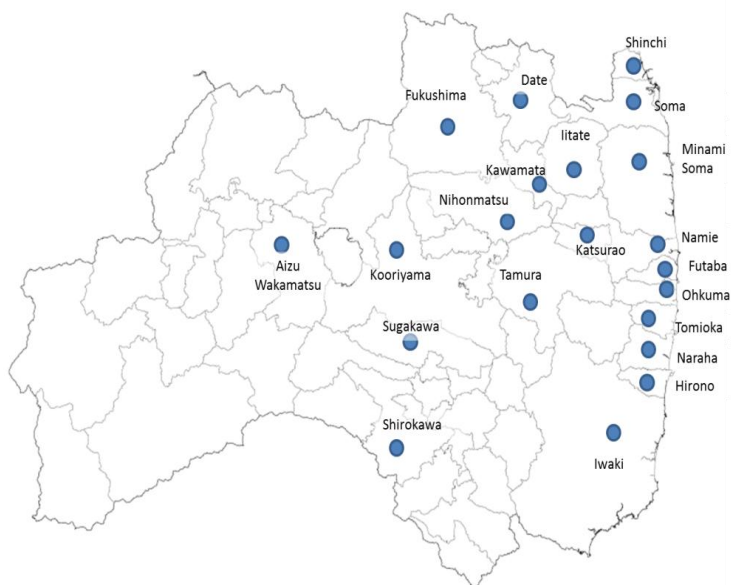 Shinchi
Date
Fukushima
Soma
Iitate
Minami
Soma
Kawamata
Nihonmatsu
Namie
Katsurao
Aizu
Wakamatsu
Kooriyama
Tamura
Futaba
Ohkuma
Sugakawa
Tomioka
Naraha
Hirono
Shirokawa
Iwaki